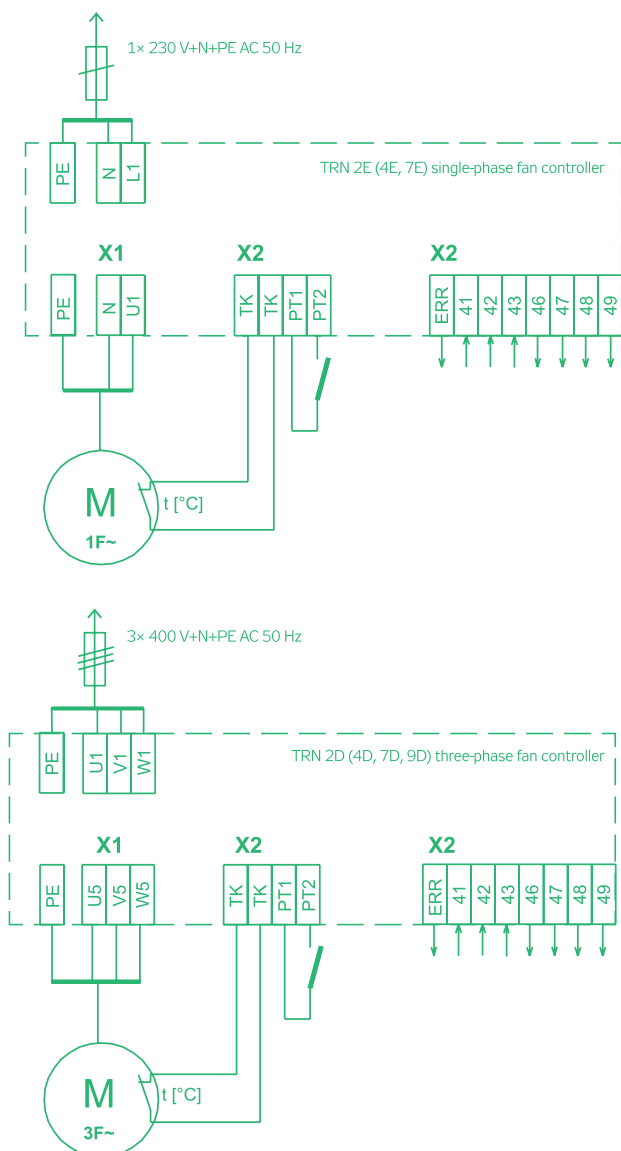 1× 230 V+N+PE AC 50 Hz
TRN 2E (4E, 7E) single-phase fan controller
PE N L1
X1 X2 X2
PE N U1 TK TK PT1 PT2 ERR 41 42 43 46 47 48 49
t [°C]
M
1F~
3× 400 V+N+PE AC 50 Hz
TRN 2D (4D, 7D, 9D) three-phase fan controller
PE U1 V1 W1
X1 X2 X2
PE U5 V5 W5 TK TK PT1 PT2 ERR 41 42 43 46 47 48 49
t [°C]
M
3F~